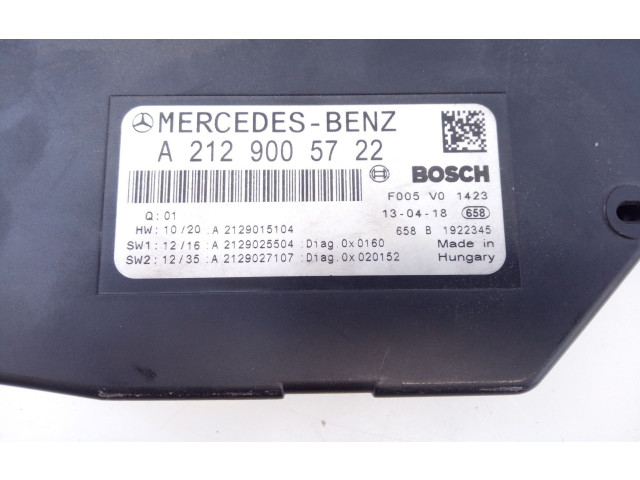 MERCEDES-BENZ
A 212 900 57 22
BOSCH
F005 V0 1423
Q: 01
13-04-18 658
HW: 10/20 :A 2129015104
658 B 1922345
SW1: 12/16 :A 2129025504 :Diag.0x0160
Made in
SW2: 12/35 :A 2129027107 :Diag.0x020152
Hungary